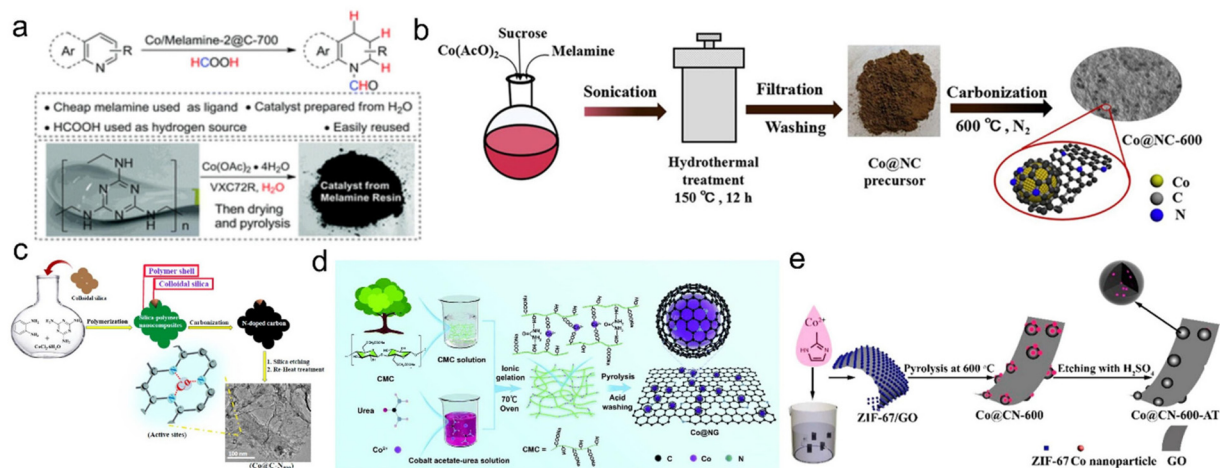 a
Ar
N
R
Co/Melamine-2@C-700
HCOOH
H
H
H
Ar
R
N
H
CHO
• Cheap melamine used as ligand • Catalyst prepared from H2O
• HCOOH used as hydrogen source • Easily reused
NH
N
N
N
N
H
N
H
n
Co(OAc)2 • 4H2O
VXC72R, H2O
Then drying
and pyrolysis
Catalyst from
Melamine Resin
b
Sucrose
Co(AcO)2
Melamine
Sonication
Hydrothermal
treatment
150 ℃ , 12 h
Filtration
Washing
Co@NC
precursor
Carbonization
600 ℃ , N2
Co@NC-600
Co
C
N
c
Colloidal silica
CoCl2.6H2O
Polymerization
Polymer shell
Colloidal silica
Silica-polymer
nanocomposites
Carbonization
N-doped carbon
1. Silica etching
2. Re-Heat treatment
Co
(Active sites)
100 nm
d
CMC
CMC solution
Urea
Co2+
Cobalt acetate-urea solution
Ionic
gelation
70℃
Oven
CMC =
Pyrolysis
Acid
washing
Co@NG
C
Co
N
e
Co2+
ZIF-67/GO
Pyrolysis at 600 ℃
Co@CN-600
Etching with H2SO4
Co@CN-600-AT
ZIF-67
Co nanoparticle
GO